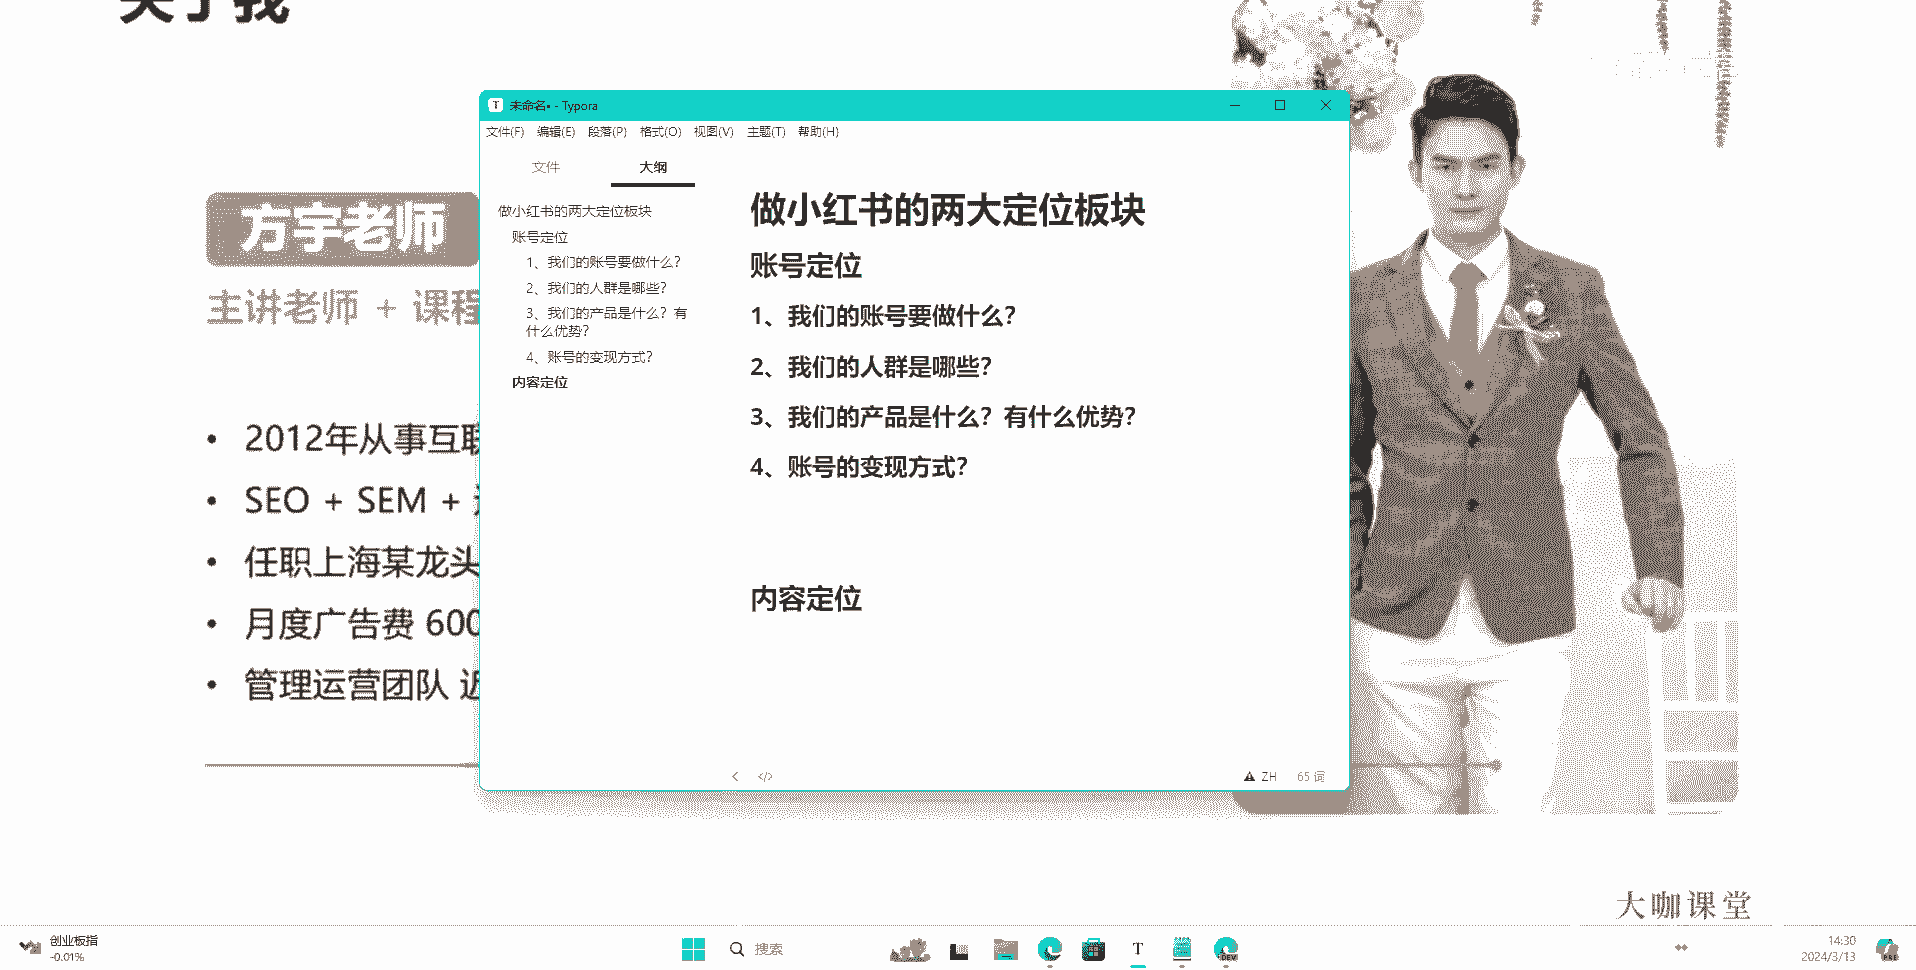 关于我
方宇老师
主讲老师 + 课程
2012年从事互联
SEO + SEM +
任职上海某龙头
月度广告费 600
管理运营团队 近
未命名• - Typora
文件(F) 编辑(E) 段落(P) 格式(O) 视图(V) 主题(T) 帮助(H)
文件 大纲
做小红书的两大定位板块
账号定位
1、我们的账号要做什么?
2、我们的人群是哪些?
3、我们的产品是什么？有
什么优势?
4、账号的变现方式?
内容定位
做小红书的两大定位板块
账号定位
1、我们的账号要做什么?
2、我们的人群是哪些?
3、我们的产品是什么？有什么优势?
4、账号的变现方式?
内容定位
</> ZH 65 词
大咖课堂
创业板指
-0.01%
搜索
T
DEV
14:30
2024/3/13
PRE